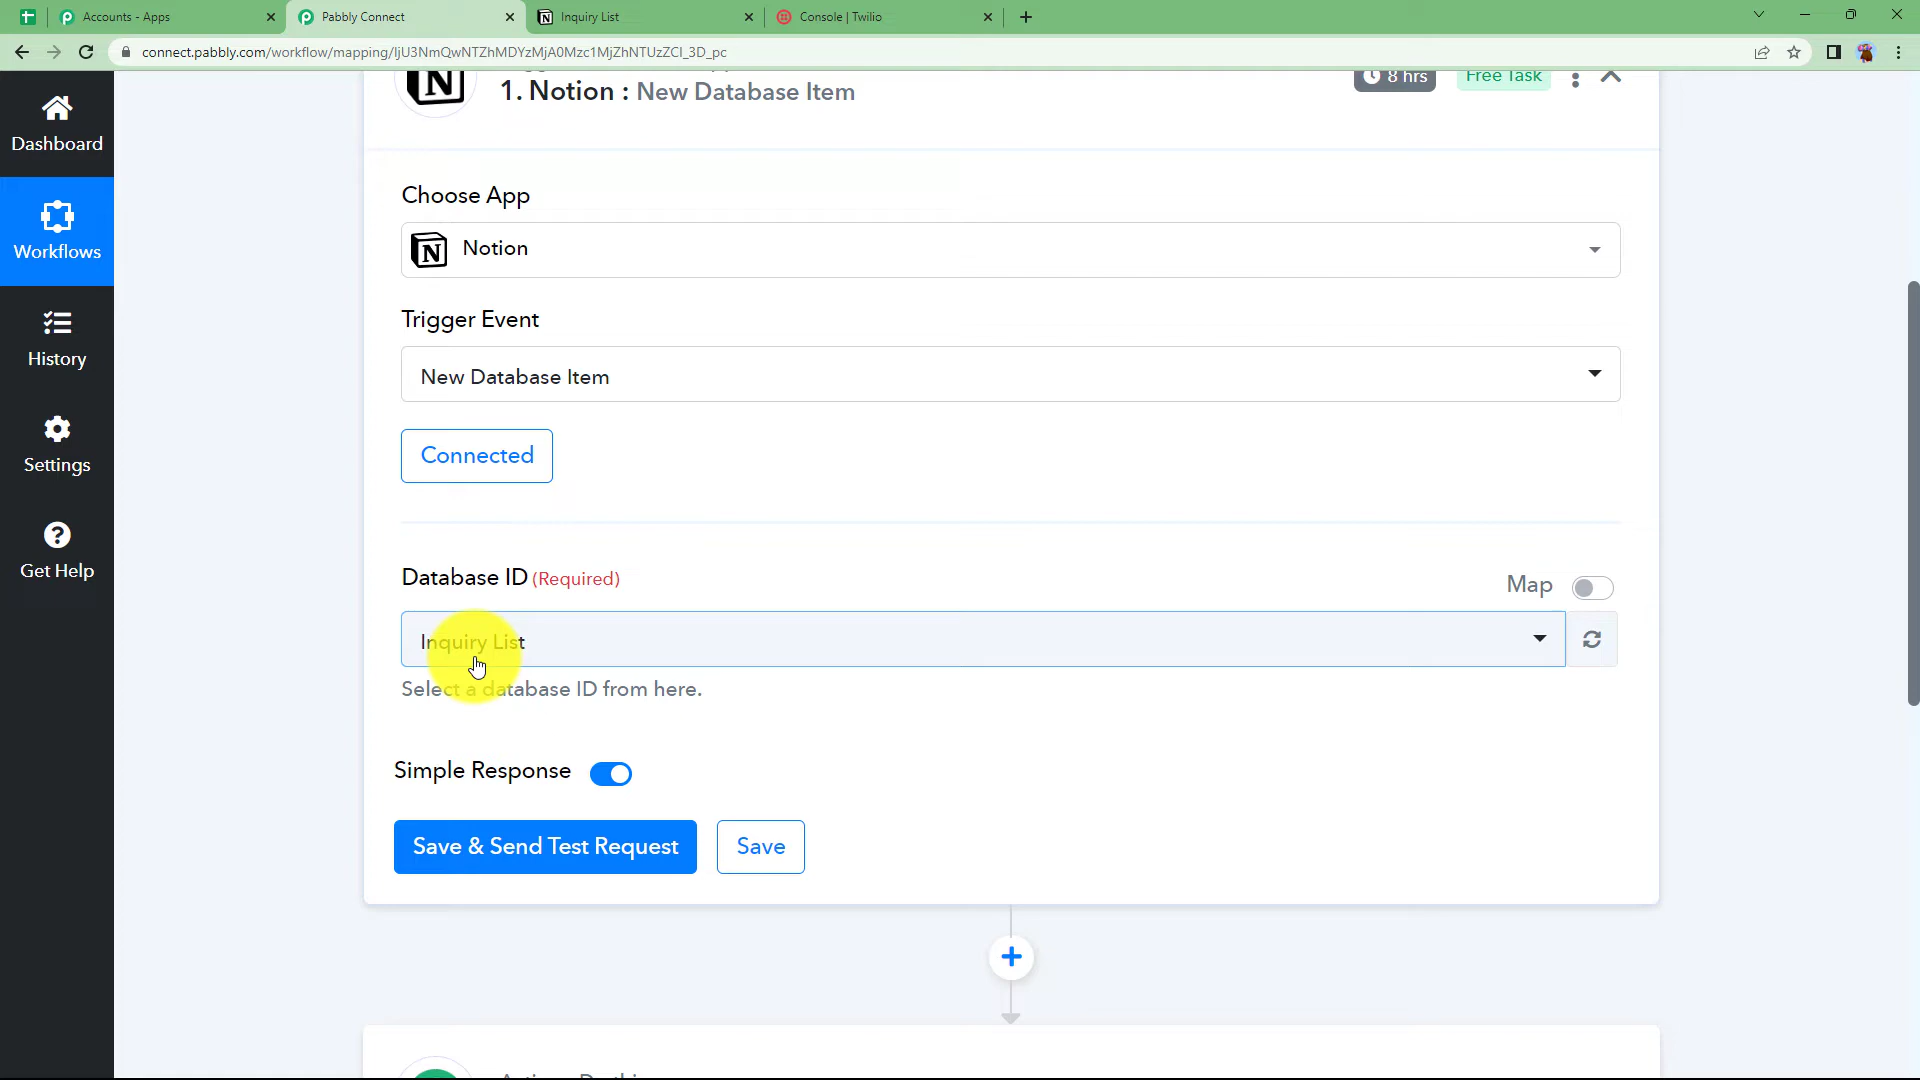 Accounts - Apps
Pabbly Connect
Inquiry List
Console | Twilio
connect.pabbly.com/workflow/mapping/IjU3NmQwNTZhMDYzMjA0Mzc1MjZhNTUzZCI_3D_pc
Dashboard
Workflows
History
Settings
Get Help
1. Notion : New Database Item
8 hrs
Free Task
Choose App
Notion
Trigger Event
New Database Item
Connected
Database ID (Required)
Map
Inquiry List
Select a database ID from here.
Simple Response
Save & Send Test Request
Save